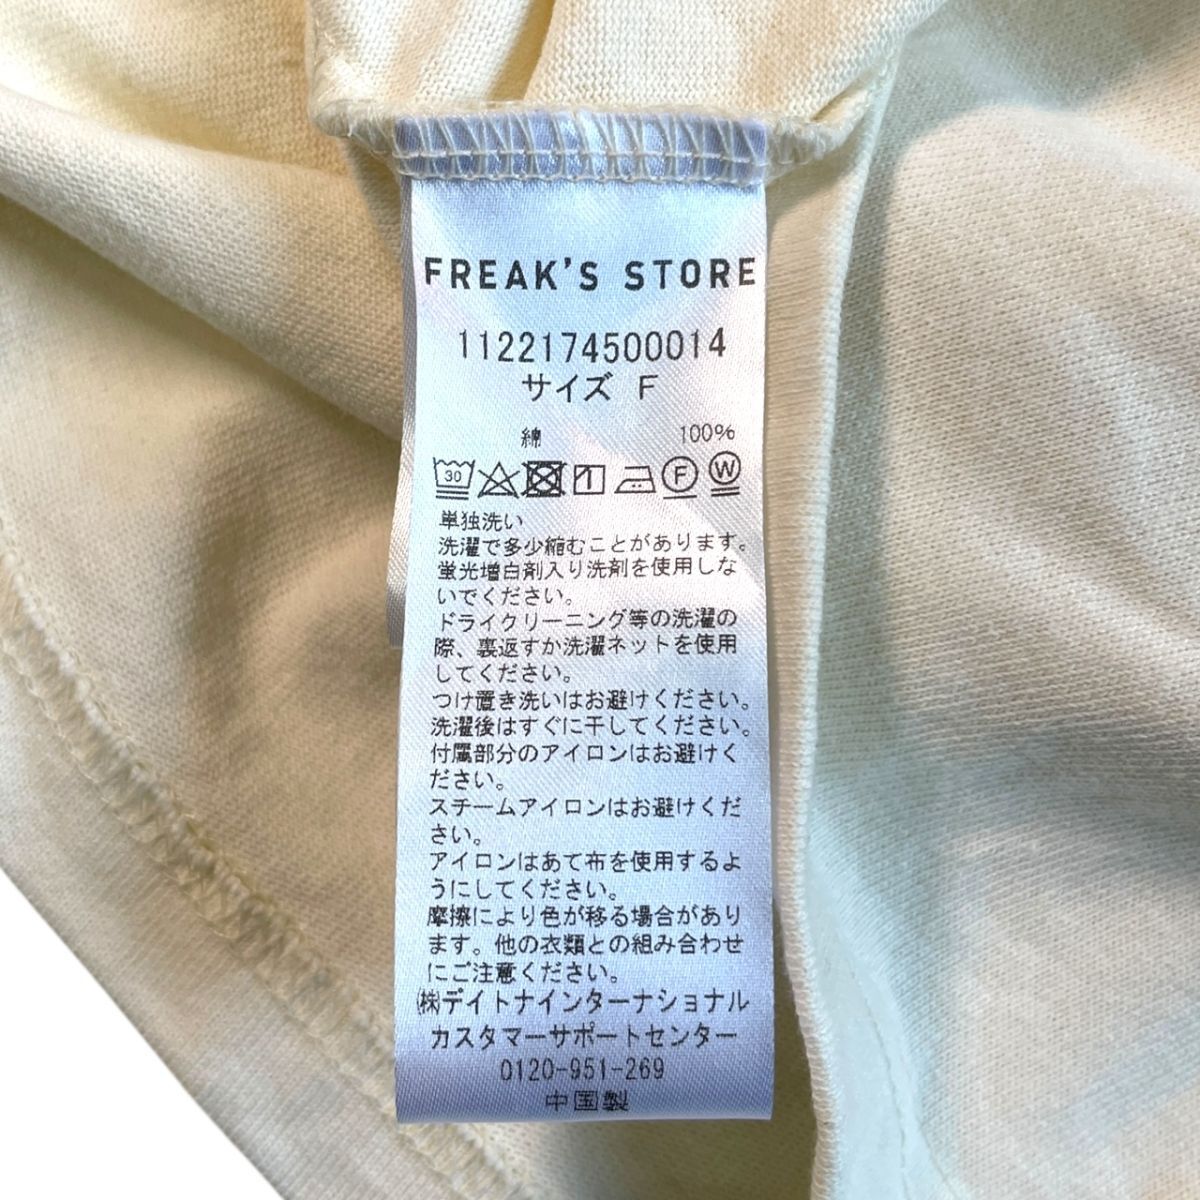 FREAK'S STORE
1122174500014
サイズ F
綿 100%
30 F W
単独洗い
洗濯で多少縮むことがあります。
蛍光増白剤入り洗剤を使用しな
いでください。
ドライクリーニング等の洗濯の
際、裏返すか洗濯ネットを使用
してください。
つけ置き洗いはお避けください。
洗濯後はすぐに干してください。
付属部分のアイロンはお避けく
ださい。
スチームアイロンはお避けくだ
さい。
アイロンはあて布を使用するよ
うにしてください。
摩擦により色が移る場合があり
ます。他の衣類との組み合わせ
にご注意ください。
㈱デイトナインターナショナル
カスタマーサポートセンター
0120-951-269
中国製